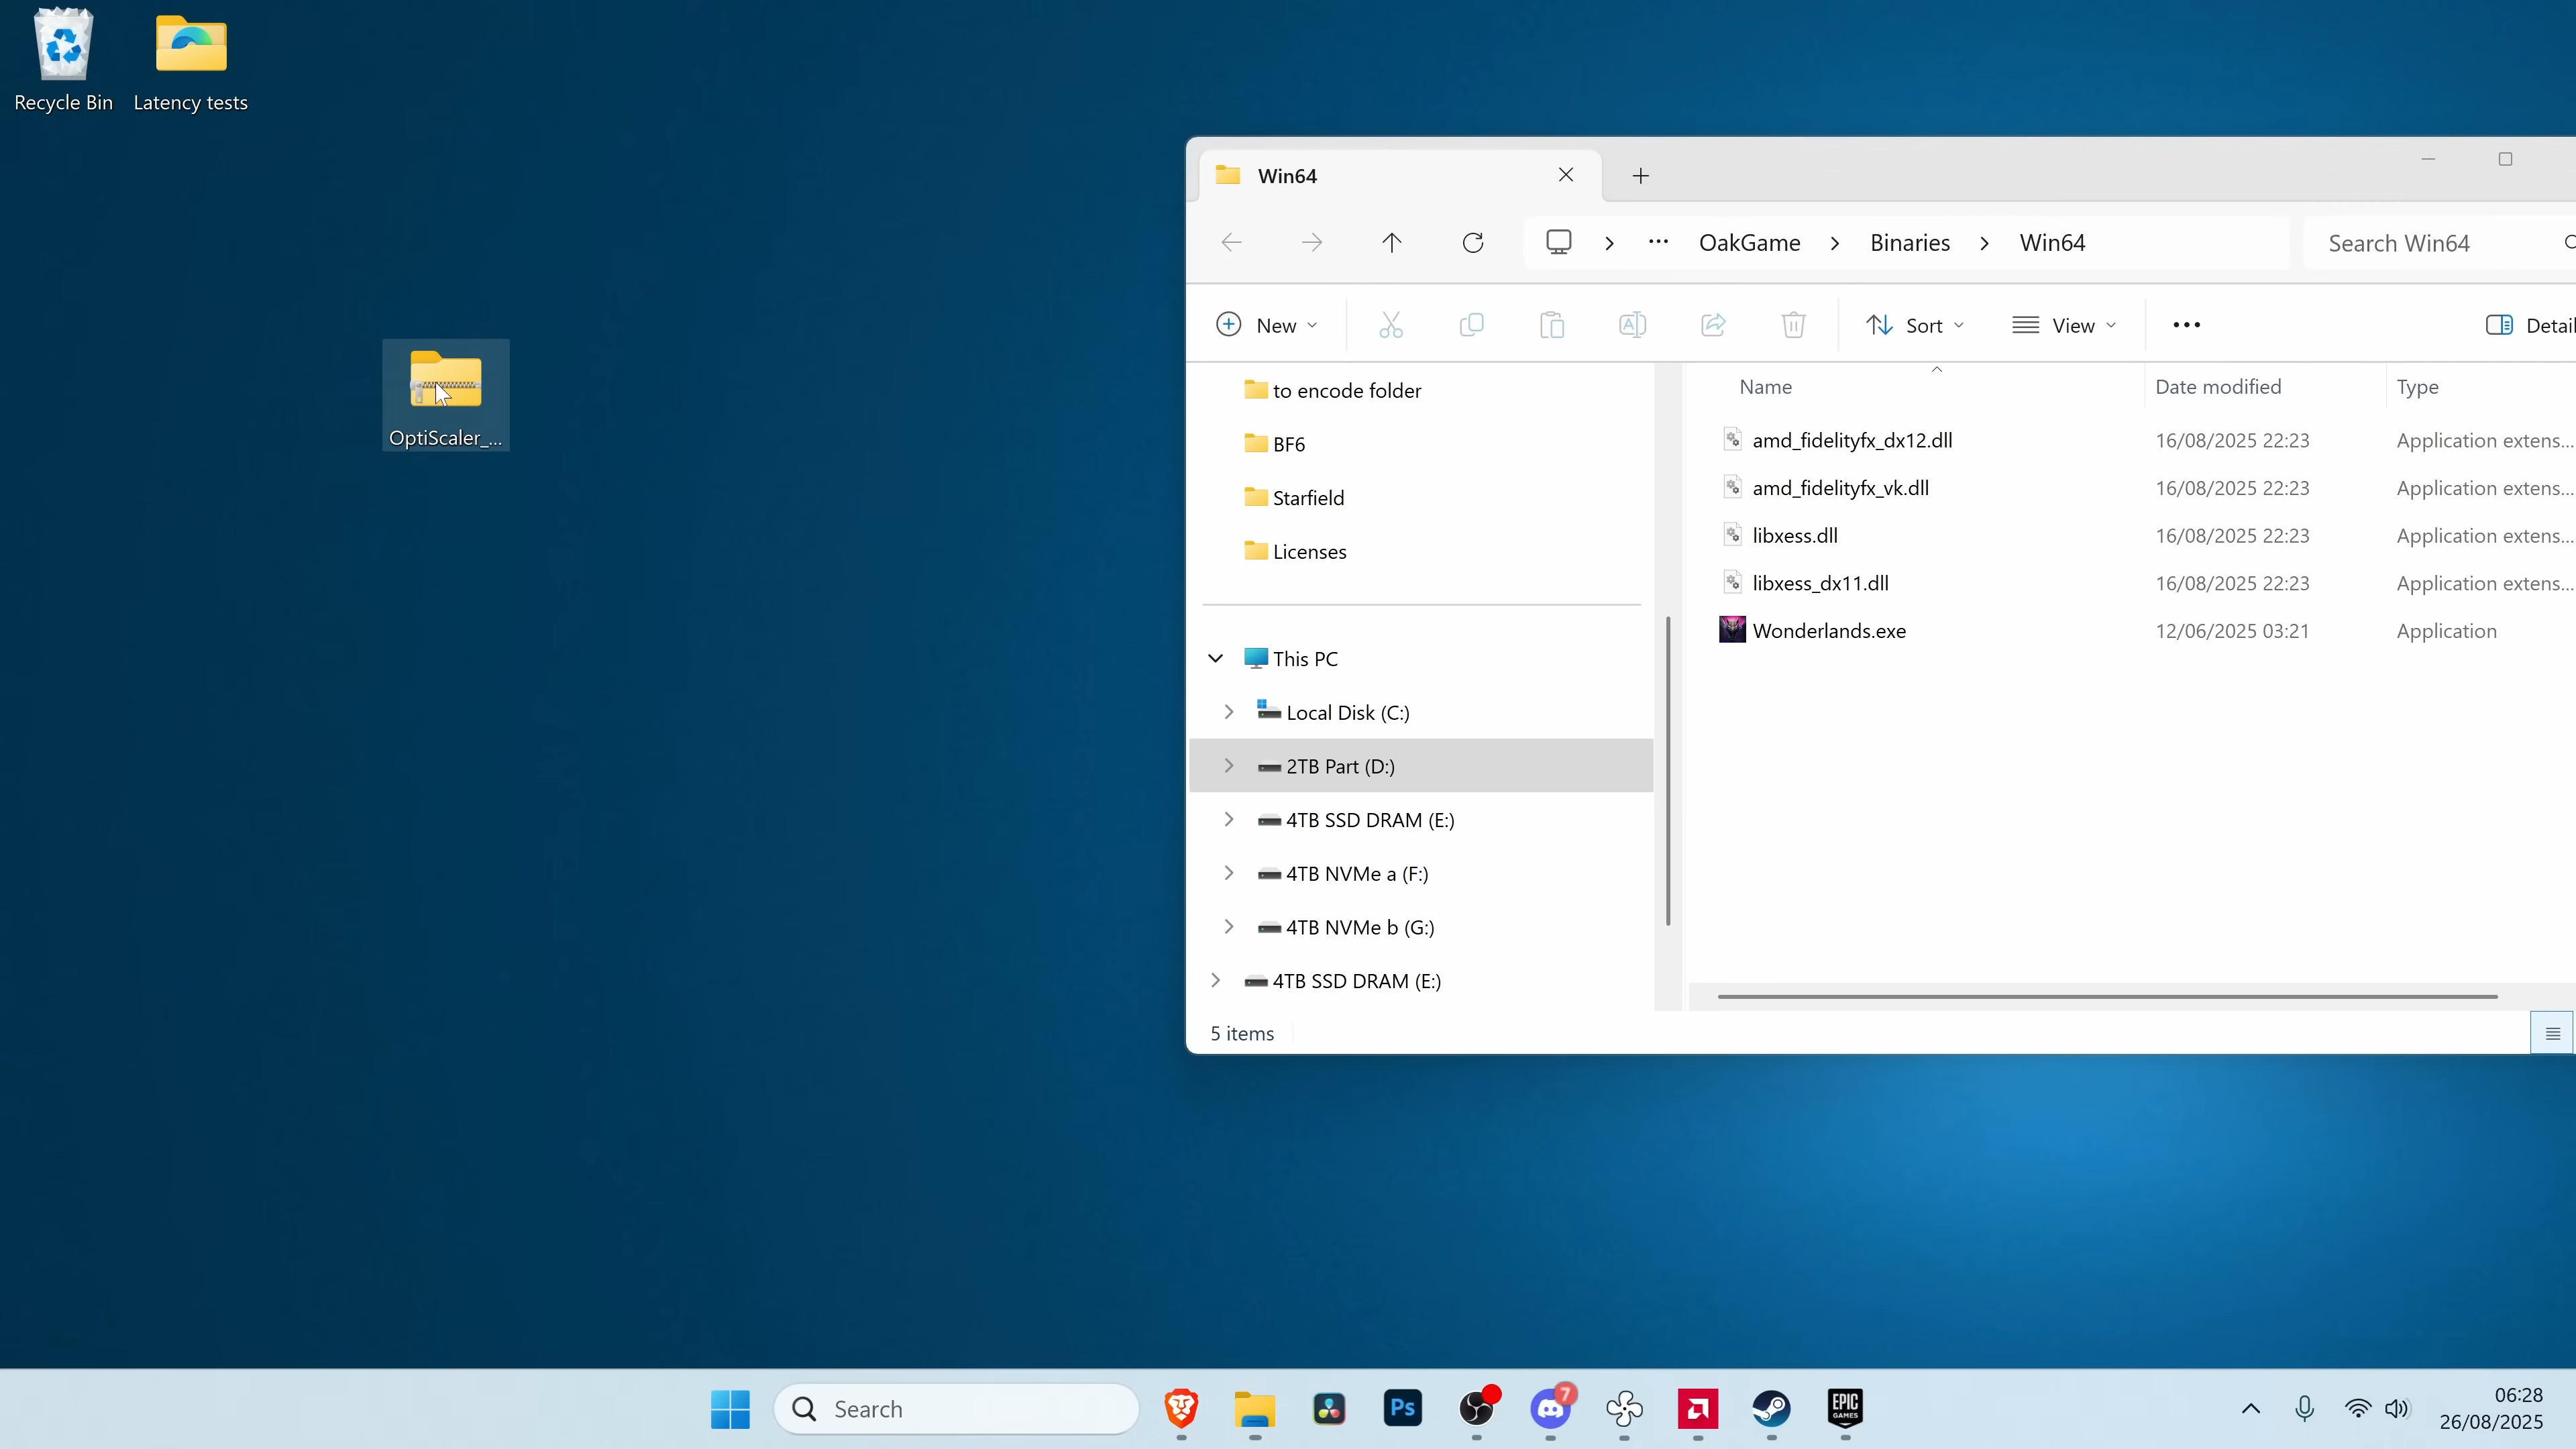 Recycle Bin
Latency tests
OptiScaler_...
Win64
OakGame
Binaries
Win64
Search Win64
New
Sort
View
Detail
to encode folder
BF6
Starfield
Licenses
This PC
Local Disk (C:)
2TB Part (D:)
4TB SSD DRAM (E:)
4TB NVMe a (F:)
4TB NVMe b (G:)
4TB SSD DRAM (E:)
Name Date modified Type
amd_fidelityfx_dx12.dll 16/08/2025 22:23 Application extens...
amd_fidelityfx_vk.dll 16/08/2025 22:23 Application extens...
libxess.dll 16/08/2025 22:23 Application extens...
libxess_dx11.dll 16/08/2025 22:23 Application extens...
Wonderlands.exe 12/06/2025 03:21 Application
5 items
Search
Ps
7
EPIC
GAMES
06:28
26/08/2025